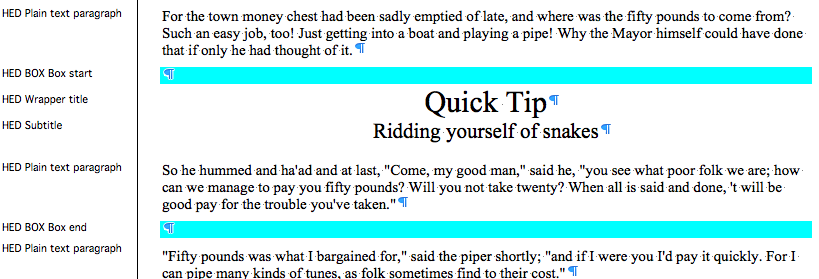 HED Plain text paragraph
For the town money chest had been sadly emptied of late, and where was the fifty pounds to come from?
Such an easy job, too! Just getting into a boat and playing a pipe! Why the Mayor himself could have done
that if only he had thought of it. ¶
HED BOX Box start
¶
HED Wrapper title
Quick Tip¶
HED Subtitle
Ridding yourself of snakes¶
HED Plain text paragraph
So he hummed and ha'ad and at last, "Come, my good man," said he, "you see what poor folk we are; how
can we manage to pay you fifty pounds? Will you not take twenty? When all is said and done, 't will be
good pay for the trouble you've taken."¶
HED BOX Box end
¶
HED Plain text paragraph
"Fifty pounds was what I bargained for," said the piper shortly; "and if I were you I'd pay it quickly. For I
can pipe many kinds of tunes, as folk sometimes find to their cost."¶